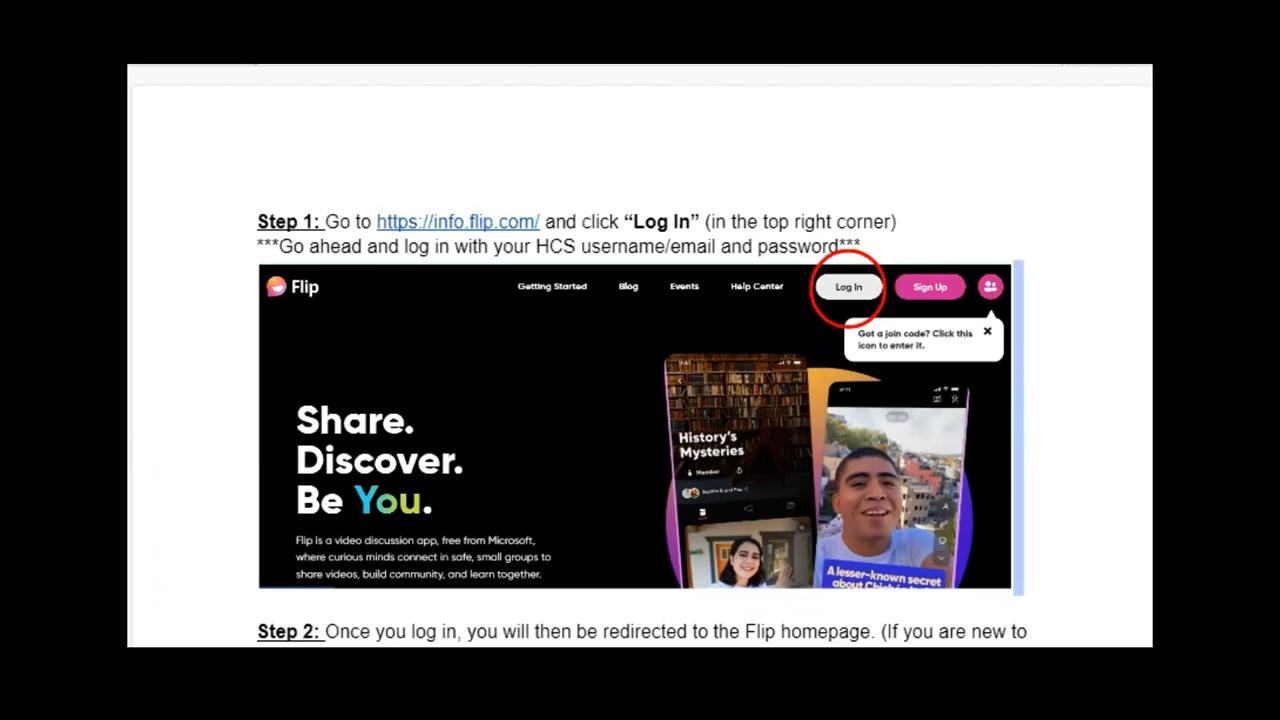 Step 1: Go to https://info.flip.com/ and click “Log In” (in the top right corner)
***Go ahead and log in with your HCS username/email and password***
Flip
Getting Started
Blog
Events
Help Center
Log In
Sign Up
Got a join code? Click this
icon to enter it.
Share.
Discover.
Be You.
Flip is a video discussion app, free from Microsoft,
where curious minds connect in safe, small groups to
share videos, build community, and learn together.
9:41
History's
Mysteries
Member
A lesser-known secret
Step 2: Once you log in, you will then be redirected to the Flip homepage. (If you are new to